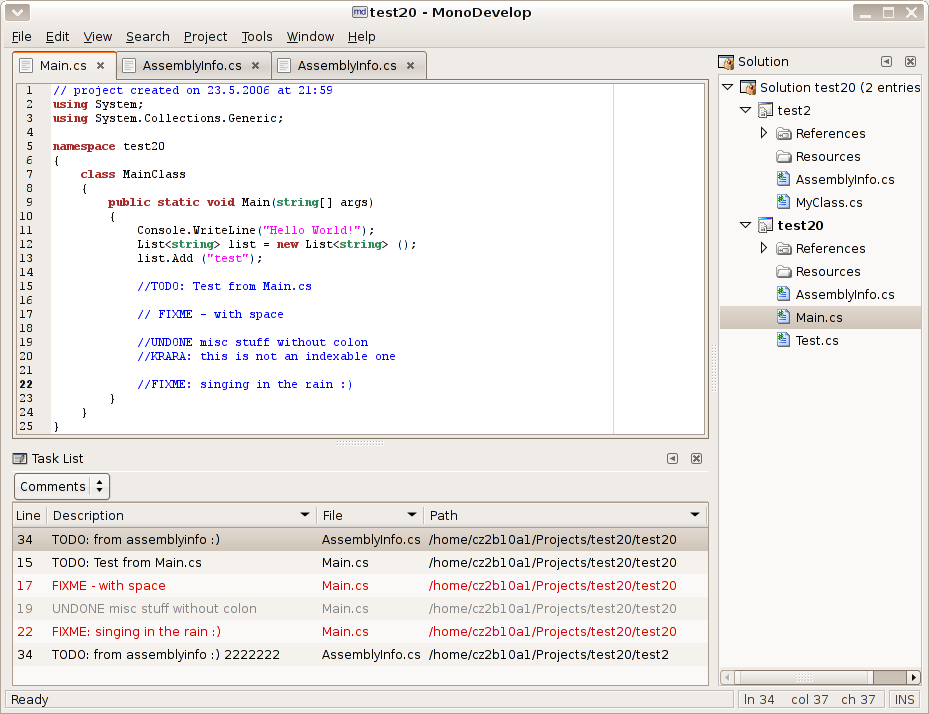 test20 - MonoDevelop
File Edit View Search Project Tools Window Help
Main.cs AssemblyInfo.cs AssemblyInfo.cs
1 // project created on 23.5.2006 at 21:59
2 using System;
3 using System.Collections.Generic;
4
5 namespace test20
6 {
7 class MainClass
8 {
9 public static void Main(string[] args)
10 {
11 Console.WriteLine("Hello World!");
12 List<string> list = new List<string> ();
13 list.Add ("test");
14
15 //TODO: Test from Main.cs
16
17 // FIXME - with space
18
19 //UNDONE misc stuff without colon
20 //KRARA: this is not an indexable one
21
22 //FIXME: singing in the rain :)
23 }
24 }
25 }
Solution
Solution test20 (2 entries
test2
References
Resources
AssemblyInfo.cs
MyClass.cs
test20
References
Resources
AssemblyInfo.cs
Main.cs
Test.cs
Task List
Comments
Line Description File Path
34 TODO: from assemblyinfo :) AssemblyInfo.cs /home/cz2b10a1/Projects/test20/test20
15 TODO: Test from Main.cs Main.cs /home/cz2b10a1/Projects/test20/test20
17 FIXME - with space Main.cs /home/cz2b10a1/Projects/test20/test20
19 UNDONE misc stuff without colon Main.cs /home/cz2b10a1/Projects/test20/test20
22 FIXME: singing in the rain :) Main.cs /home/cz2b10a1/Projects/test20/test20
34 TODO: from assemblyinfo :) 2222222 AssemblyInfo.cs /home/cz2b10a1/Projects/test20/test2
Ready ln 34 col 37 ch 37 INS